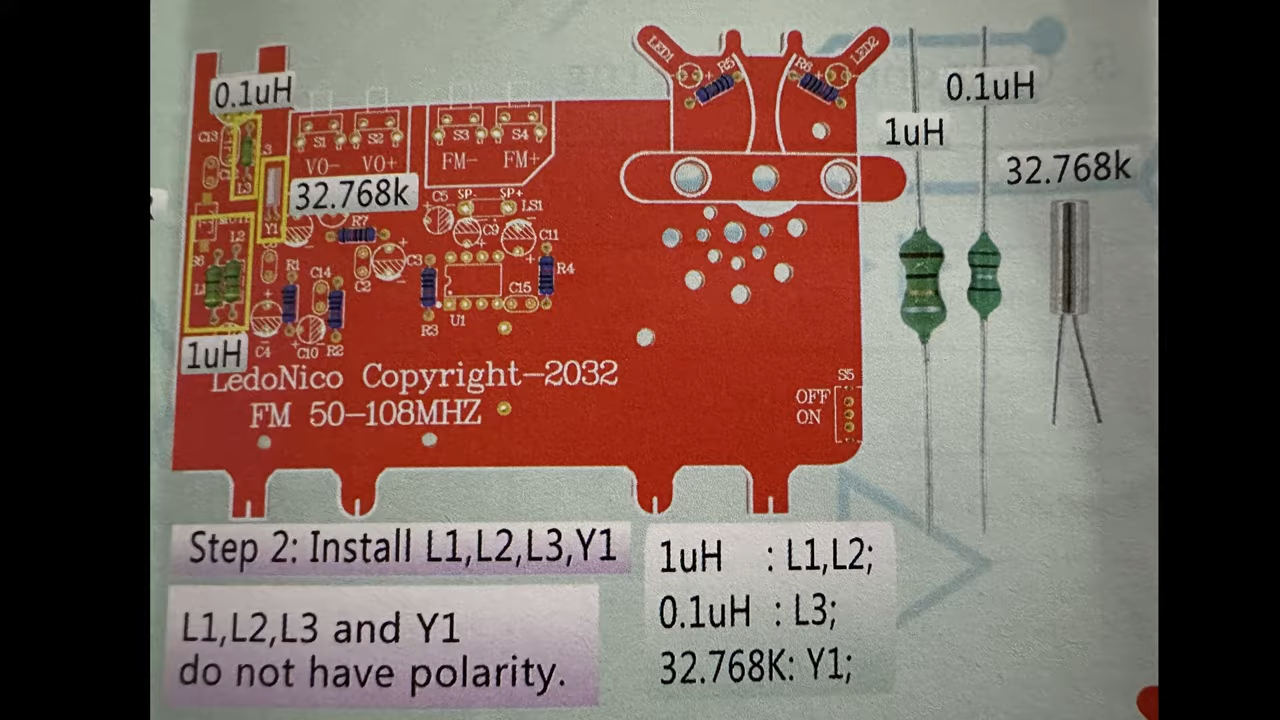 LED1
LED2
R5
R6
0.1uH
0.1uH
1uH
C13
S1
S2
S3
S4
L3
VO-
VO+
FM-
FM+
32.768k
32.768k
Y1
C5
SP-
SP+
LS1
R7
C9
C11
L2
C2
C3
R4
R1
C14
C15
U1
R3
C4
C10
R2
1uH
LedoNico Copyright-2032
FM 50-108MHZ
S5
OFF
ON
Step 2: Install L1,L2,L3,Y1
L1,L2,L3 and Y1
do not have polarity.
1uH : L1,L2;
0.1uH : L3;
32.768K: Y1;